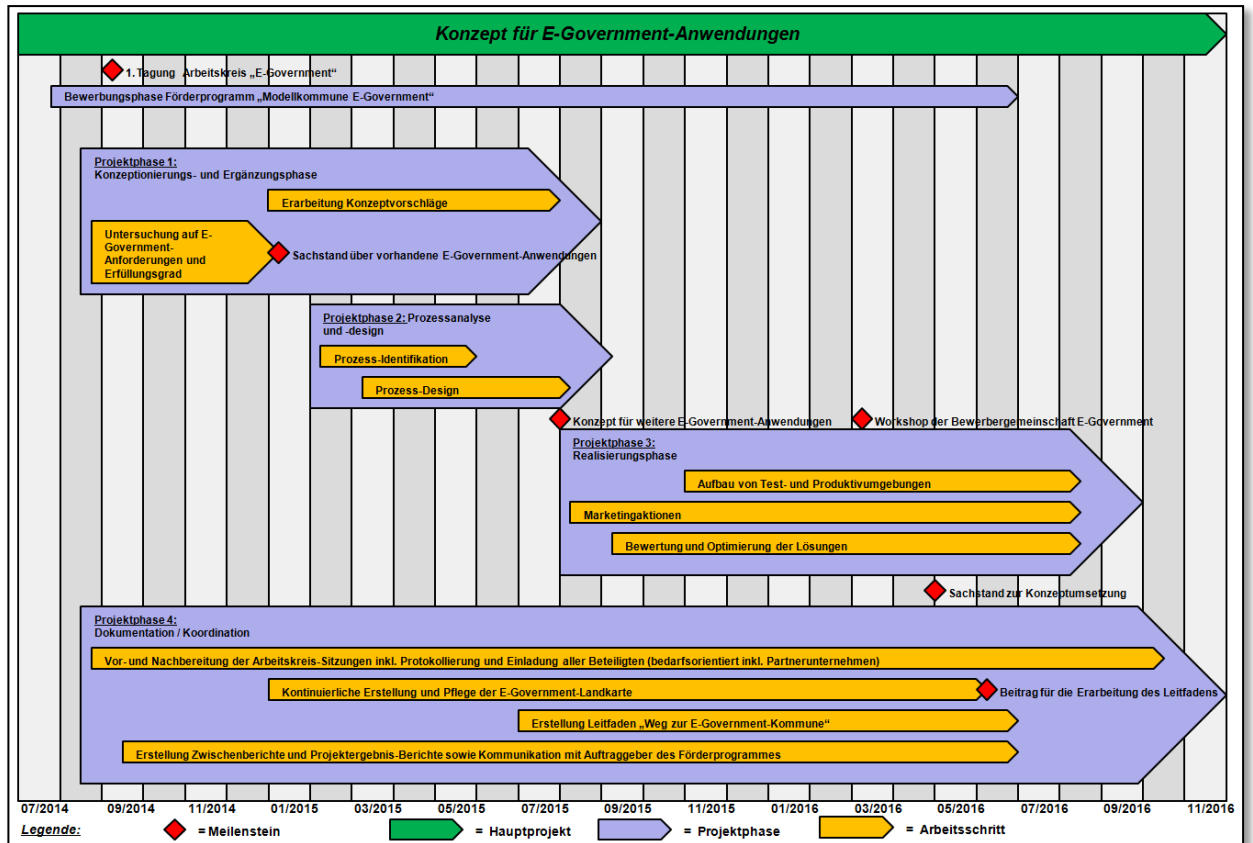 Konzept für E-Government-Anwendungen
1. Tagung Arbeitskreis „E-Government“
Bewerbungsphase Förderprogramm „Modellkommune E-Government“
Projektphase 1:
Konzeptionierungs- und Ergänzungsphase
Erarbeitung Konzeptvorschläge
Untersuchung auf E-
Government-
Anforderungen und
Erfüllungsgrad
Sachstand über vorhandene E-Government-Anwendungen
Projektphase 2: Prozessanalyse
und -design
Prozess-Identifikation
Prozess-Design
Konzept für weitere E-Government-Anwendungen
Workshop der Bewerbergemeinschaft E-Government
Projektphase 3:
Realisierungsphase
Aufbau von Test- und Produktivumgebungen
Marketingaktionen
Bewertung und Optimierung der Lösungen
Sachstand zur Konzeptumsetzung
Projektphase 4:
Dokumentation / Koordination
Vor- und Nachbereitung der Arbeitskreis-Sitzungen inkl. Protokollierung und Einladung aller Beteiligten (bedarfsorientiert inkl. Partnerunternehmen)
Kontinuierliche Erstellung und Pflege der E-Government-Landkarte
Beitrag für die Erarbeitung des Leitfadens
Erstellung Leitfaden „Weg zur E-Government-Kommune“
Erstellung Zwischenberichte und Projektergebnis-Berichte sowie Kommunikation mit Auftraggeber des Förderprogrammes
07/2014 09/2014 11/2014 01/2015 03/2015 05/2015 07/2015 09/2015 11/2015 01/2016 03/2016 05/2016 07/2016 09/2016 11/2016
Legende: = Meilenstein = Hauptprojekt = Projektphase = Arbeitsschritt